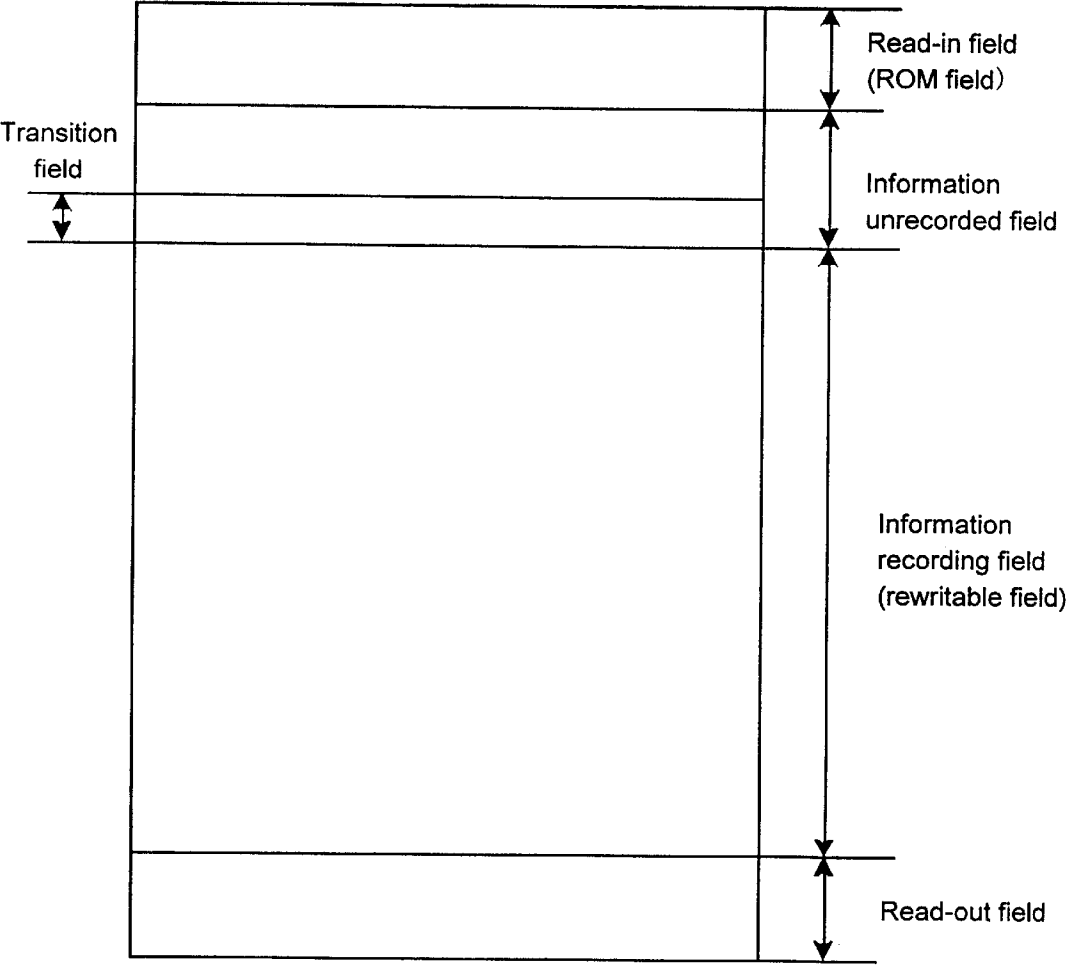 Read-in field
(ROM field)
Transition
field
Information
unrecorded field
Information
recording field
(rewritable field)
Read-out field